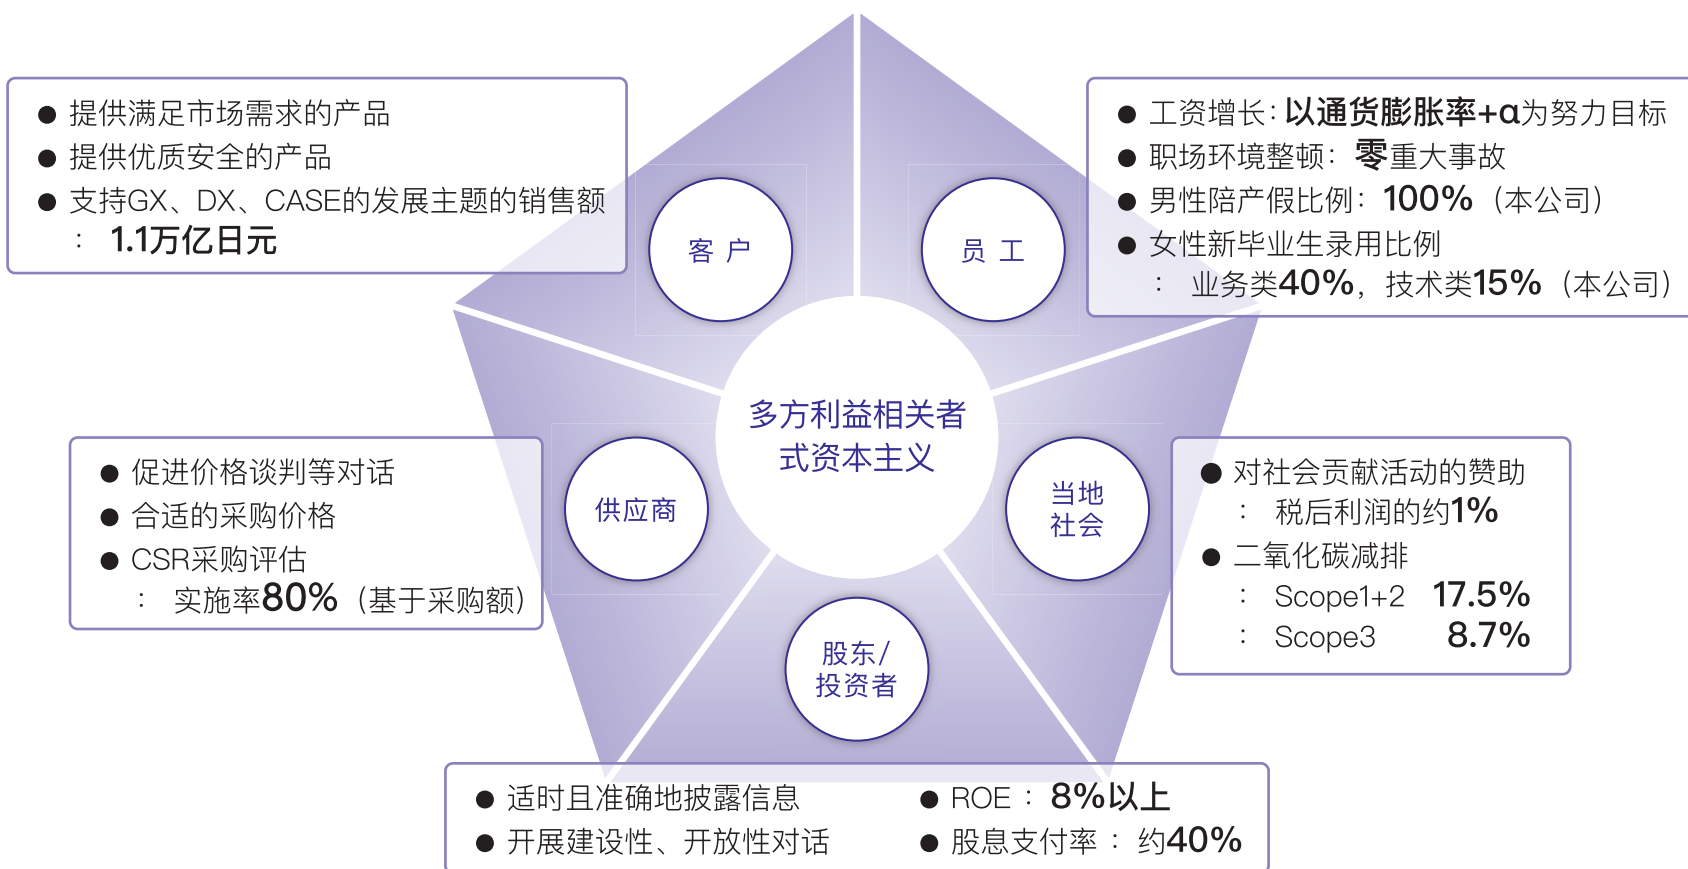 ● 提供满足市场需求的产品
● 提供优质安全的产品
● 支持GX、DX、CASE的发展主题的销售额
： 1.1万亿日元
客 户
员 工
● 工资增长：以通货膨胀率+α为努力目标
● 职场环境整顿：零重大事故
● 男性陪产假比例：100%（本公司）
● 女性新毕业生录用比例
： 业务类40%，技术类15%（本公司）
多方利益相关者
式资本主义
● 促进价格谈判等对话
● 合适的采购价格
● CSR采购评估
： 实施率80%（基于采购额）
供应商
当地
社会
● 对社会贡献活动的赞助
： 税后利润的约1%
● 二氧化碳减排
： Scope1+2 17.5%
： Scope3 8.7%
股东/
投资者
● 适时且准确地披露信息
● 开展建设性、开放性对话
● ROE ： 8%以上
● 股息支付率 ： 约40%